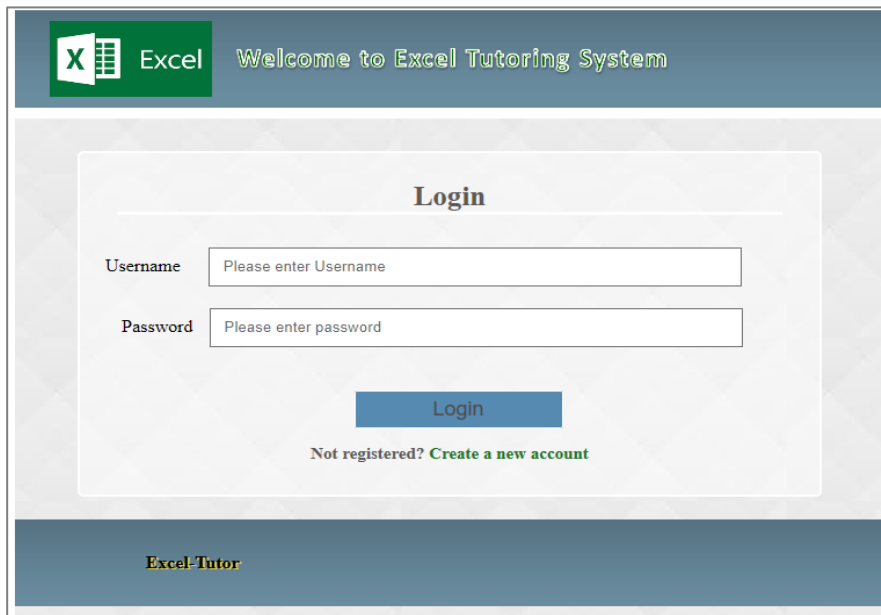 X Excel Welcome to Excel Tutoring System
Login
Username Please enter Username
Password Please enter password
Login
Not registered? Create a new account
Excel-Tutor